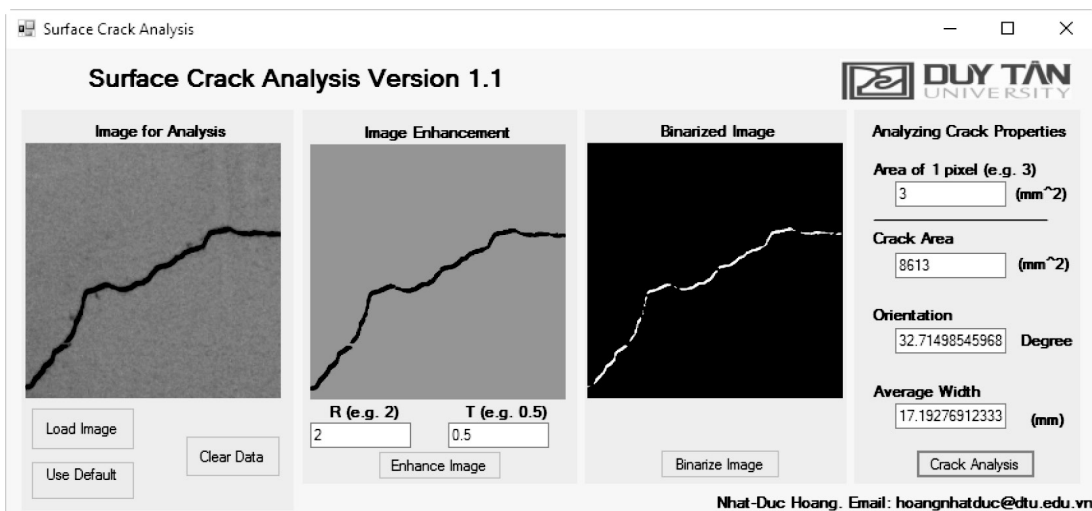 Surface Crack Analysis
Surface Crack Analysis Version 1.1
DUY TÂN
UNIVERSITY
Image for Analysis
Load Image
Use Default
Clear Data
Image Enhancement
R (e.g. 2)
T (e.g. 0.5)
2
0.5
Enhance Image
Binarized Image
Binarize Image
Analyzing Crack Properties
Area of 1 pixel (e.g. 3)
3 (mm^2)
Crack Area
8613 (mm^2)
Orientation
32.71498545968 Degree
Average Width
17.19276912333 (mm)
Crack Analysis
Nhat-Duc Hoang. Email: hoangnhatduc@dtu.edu.vn